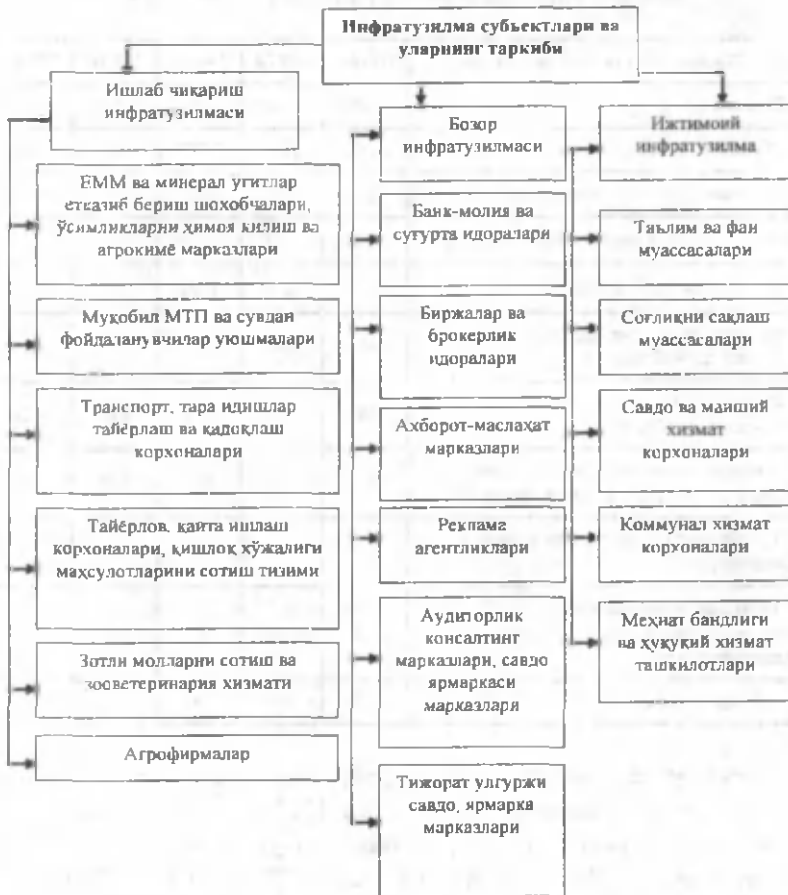 Инфратузилма субъектлари ва
уларнинг таркиби
Ишлаб чиқариш
инфратузилмаси
ЕММ ва минерал угитлар
етказиб бериш шохобчалари,
ўсимликларни ҳимоя килиш ва
агрокимё марказлари
Муқобил МТП ва сувдан
фойдаланувчилар уюшмалари
Транспорт, тара идишлар
тайёрлаш ва қадоқлаш
корхоналари
Тайёрлов, қайта ишлаш
корхоналари, қишлоқ хўжалиги
маҳсулотларини сотиш тизими
Зотли молларни сотиш ва
зооветеринария хизмати
Агрофирмалар
Бозор
инфратузилмаси
Банк-молия ва
суғурта идоралари
Биржалар ва
брокерлик
идоралари
Ахборот-маслаҳат
марказлари
Реклама
агентликлари
Аудиторлик
консалтинг
марказлари, савдо
ярмаркаси
марказлари
Тижорат улгуржи
савдо, ярмарка
марказлари
Ижтимоий
инфратузилма
Таълим ва фан
муассасалари
Соғлиқни сақлаш
муассасалари
Савдо ва маиший
хизмат
корхоналари
Коммунал хизмат
корхоналари
Меҳнат бандлиги
ва ҳуқуқий хизмат
ташкилотлари